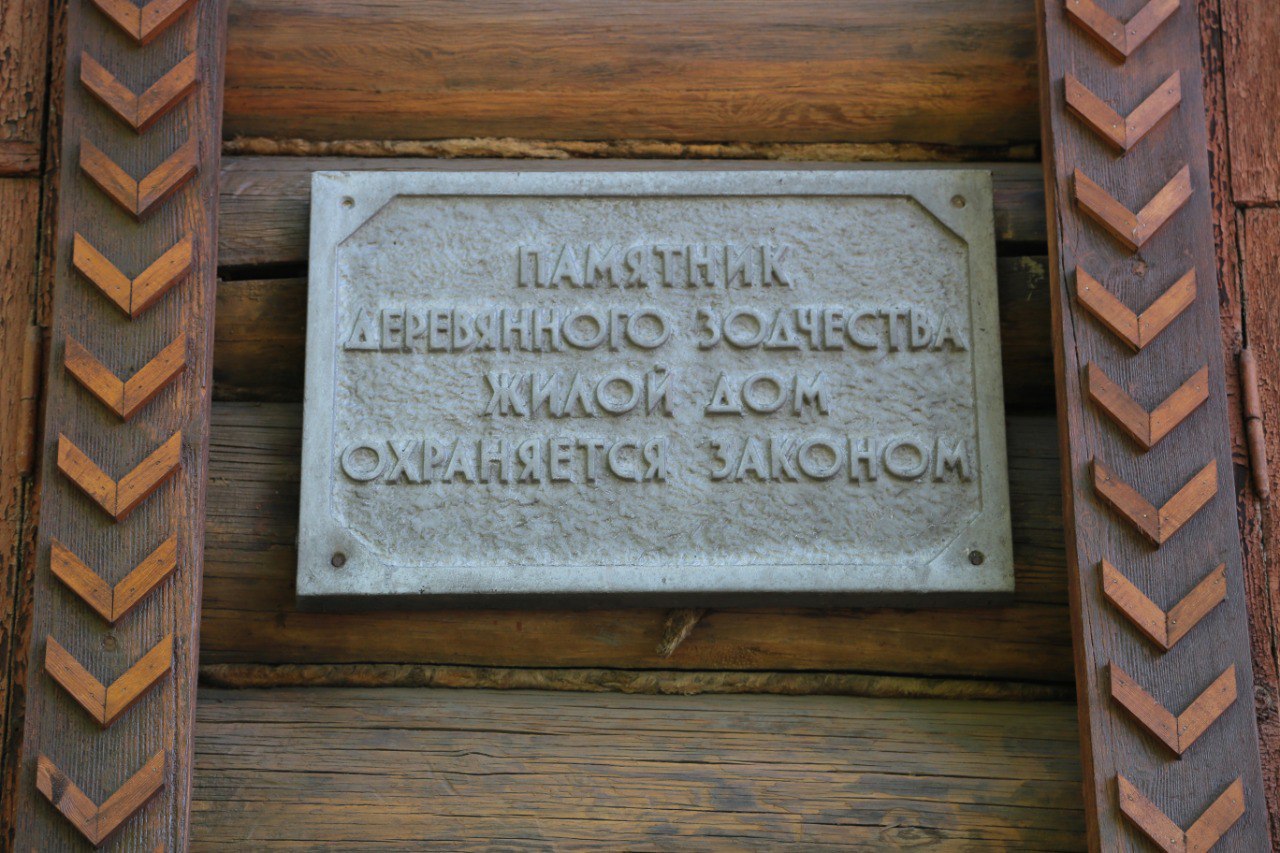 ПАМЯТНИК
ДЕРЕВЯННОГО ЗОДЧЕСТВА
ЖИЛОЙ ДОМ
ОХРАНЯЕТСЯ ЗАКОНОМ